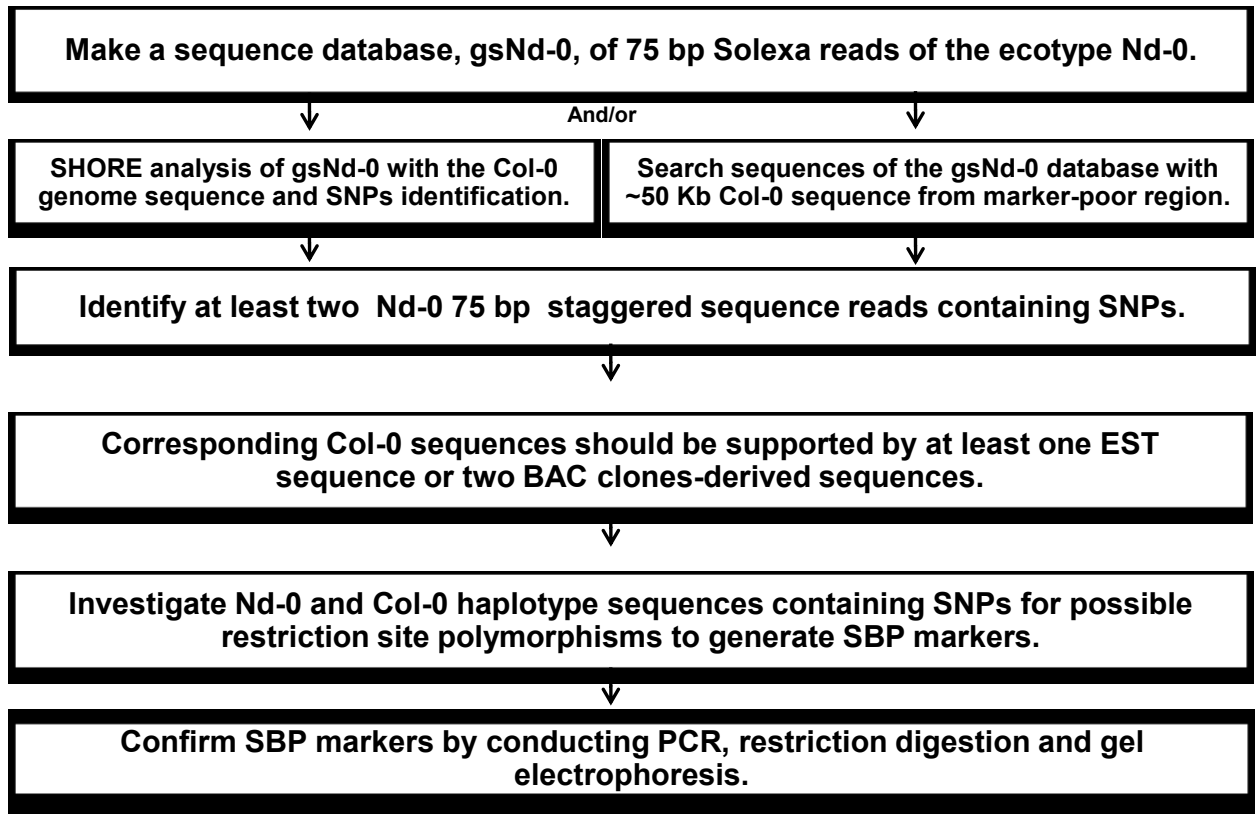 Make a sequence database, gsNd-0, of 75 bp Solexa reads of the ecotype Nd-0.
And/or
SHORE analysis of gsNd-0 with the Col-0
genome sequence and SNPs identification.
Search sequences of the gsNd-0 database with
~50 Kb Col-0 sequence from marker-poor region.
Identify at least two Nd-0 75 bp staggered sequence reads containing SNPs.
Corresponding Col-0 sequences should be supported by at least one EST
sequence or two BAC clones-derived sequences.
Investigate Nd-0 and Col-0 haplotype sequences containing SNPs for possible
restriction site polymorphisms to generate SBP markers.
Confirm SBP markers by conducting PCR, restriction digestion and gel
electrophoresis.